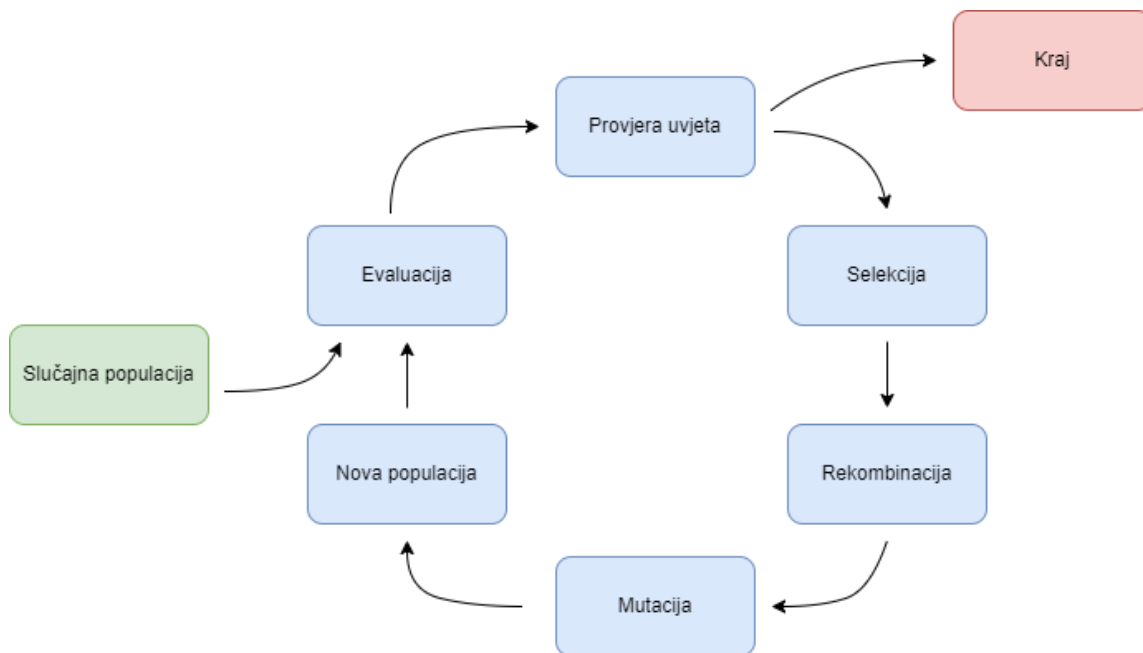 Kraj
Provjera uvjeta
Evaluacija
Selekcija
Slučajna populacija
Nova populacija
Rekombinacija
Mutacija